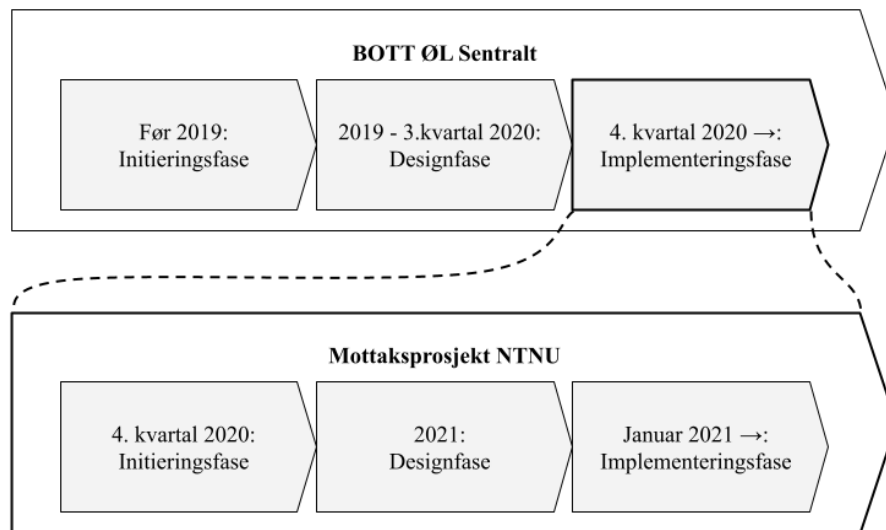 BOTT ØL Sentralt
Før 2019:
Initieringsfase
2019 - 3.kvartal 2020:
Designfase
4. kvartal 2020 →:
Implementeringsfase
Mottaksprosjekt NTNU
4. kvartal 2020:
Initieringsfase
2021:
Designfase
Januar 2021 →:
Implementeringsfase